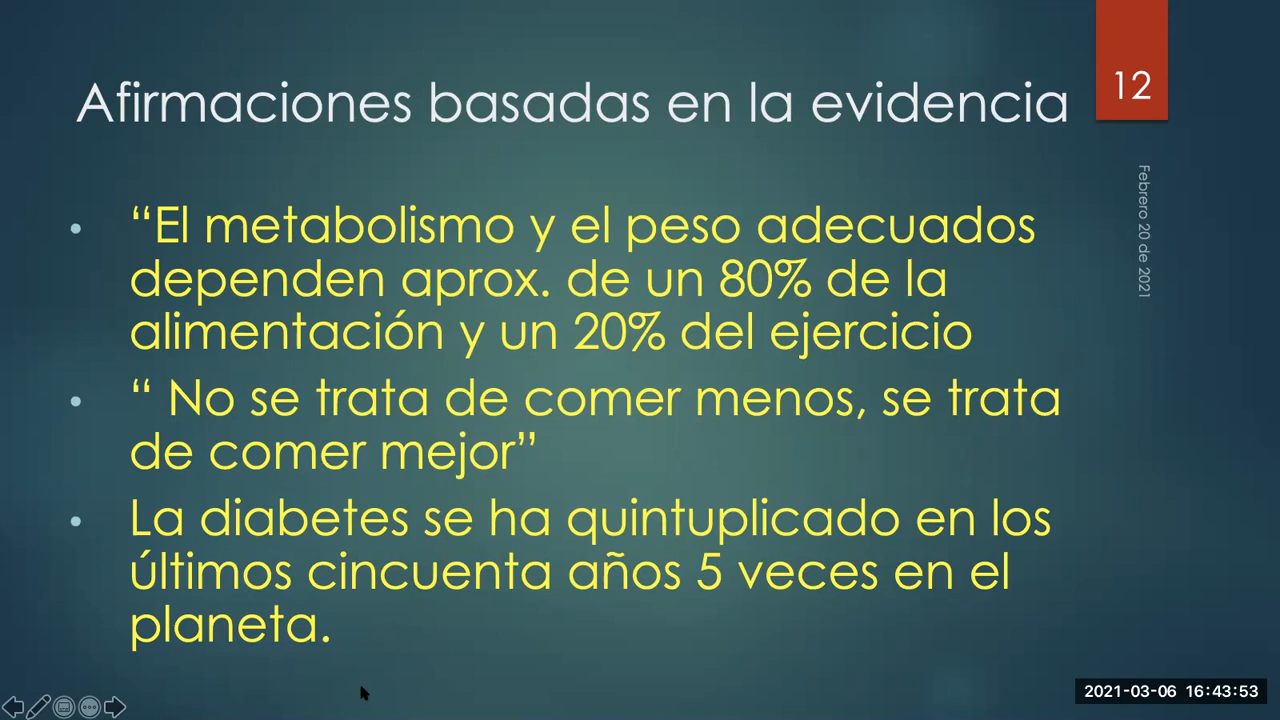 Afirmaciones basadas en la evidencia
12
Febrero 20 de 2021
• “El metabolismo y el peso adecuados
dependen aprox. de un 80% de la
alimentación y un 20% del ejercicio
• “ No se trata de comer menos, se trata
de comer mejor”
• La diabetes se ha quintuplicado en los
últimos cincuenta años 5 veces en el
planeta.
2021-03-06 16:43:53